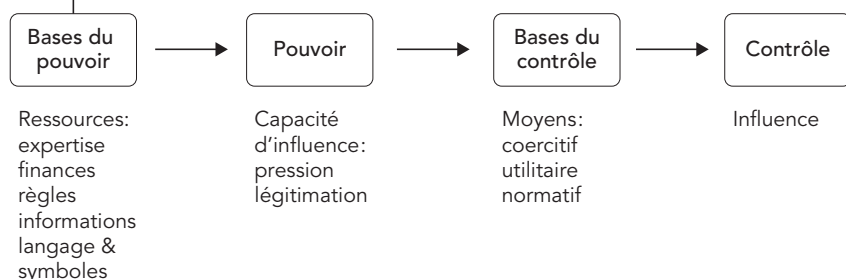 Bases du
pouvoir
Pouvoir
Bases du
contrôle
Contrôle
Ressources:
expertise
finances
règles
informations
langage &
symboles
Capacité
d'influence:
pression
légitimation
Moyens:
coercitif
utilitaire
normatif
Influence